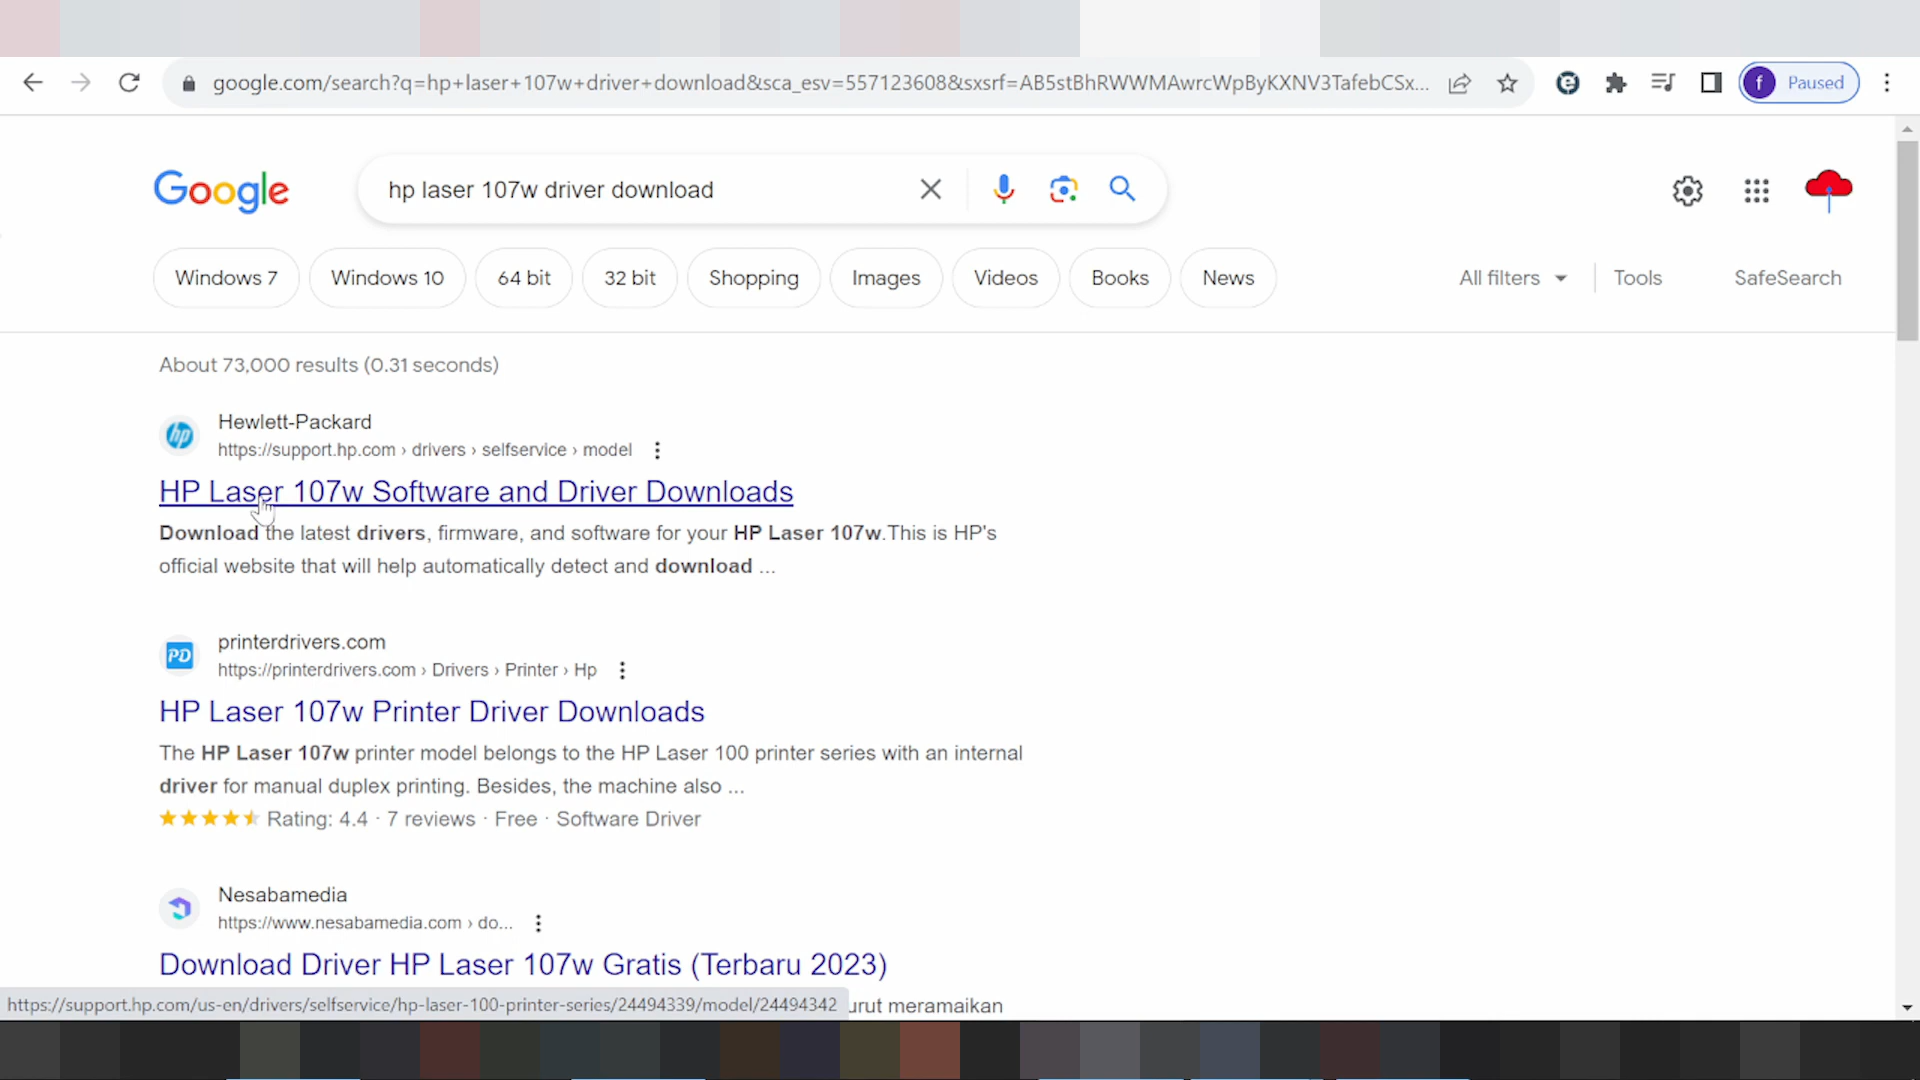 google.com/search?q=hp+laser+107w+driver+download&sca_esv=557123608&sxsrf=AB5stBhRWWMAwrcWpByKXNV3TafebCSx...
f Paused
Google
hp laser 107w driver download
Windows 7
Windows 10
64 bit
32 bit
Shopping
Images
Videos
Books
News
All filters
Tools
SafeSearch
About 73,000 results (0.31 seconds)
hp
Hewlett-Packard
https://support.hp.com › drivers › selfservice › model
HP Laser 107w Software and Driver Downloads
Download the latest drivers, firmware, and software for your HP Laser 107w.This is HP's
official website that will help automatically detect and download ...
PD
printerdrivers.com
https://printerdrivers.com › Drivers › Printer › Hp
HP Laser 107w Printer Driver Downloads
The HP Laser 107w printer model belongs to the HP Laser 100 printer series with an internal
driver for manual duplex printing. Besides, the machine also ...
Rating: 4.4 · 7 reviews · Free · Software Driver
Nesabamedia
https://www.nesabamedia.com › do...
Download Driver HP Laser 107w Gratis (Terbaru 2023)
https://support.hp.com/us-en/drivers/selfservice/hp-laser-100-printer-series/24494339/model/24494342
meramaikan